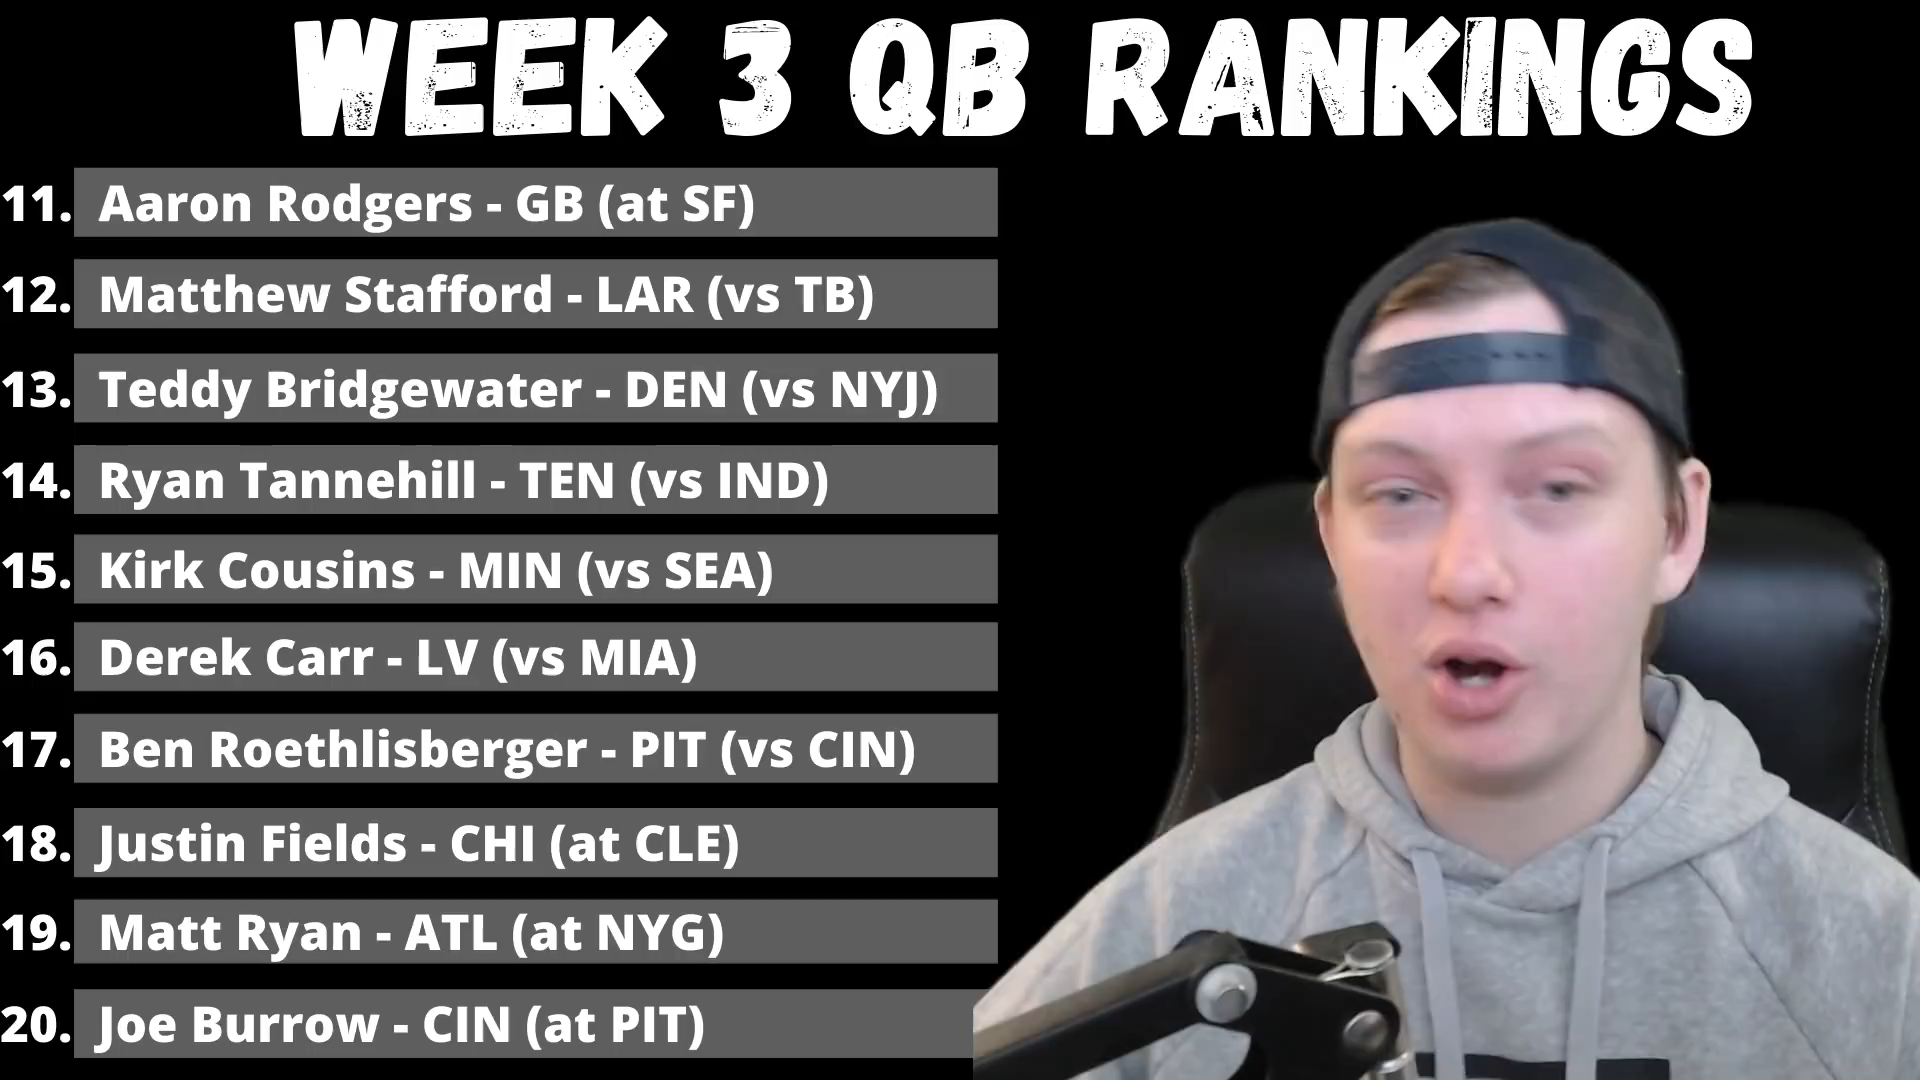 WEEK 3 QB RANKINGS
11. Aaron Rodgers - GB (at SF)
12. Matthew Stafford - LAR (vs TB)
13. Teddy Bridgewater - DEN (vs NYJ)
14. Ryan Tannehill - TEN (vs IND)
15. Kirk Cousins - MIN (vs SEA)
16. Derek Carr - LV (vs MIA)
17. Ben Roethlisberger - PIT (vs CIN)
18. Justin Fields - CHI (at CLE)
19. Matt Ryan - ATL (at NYG)
20. Joe Burrow - CIN (at PIT)